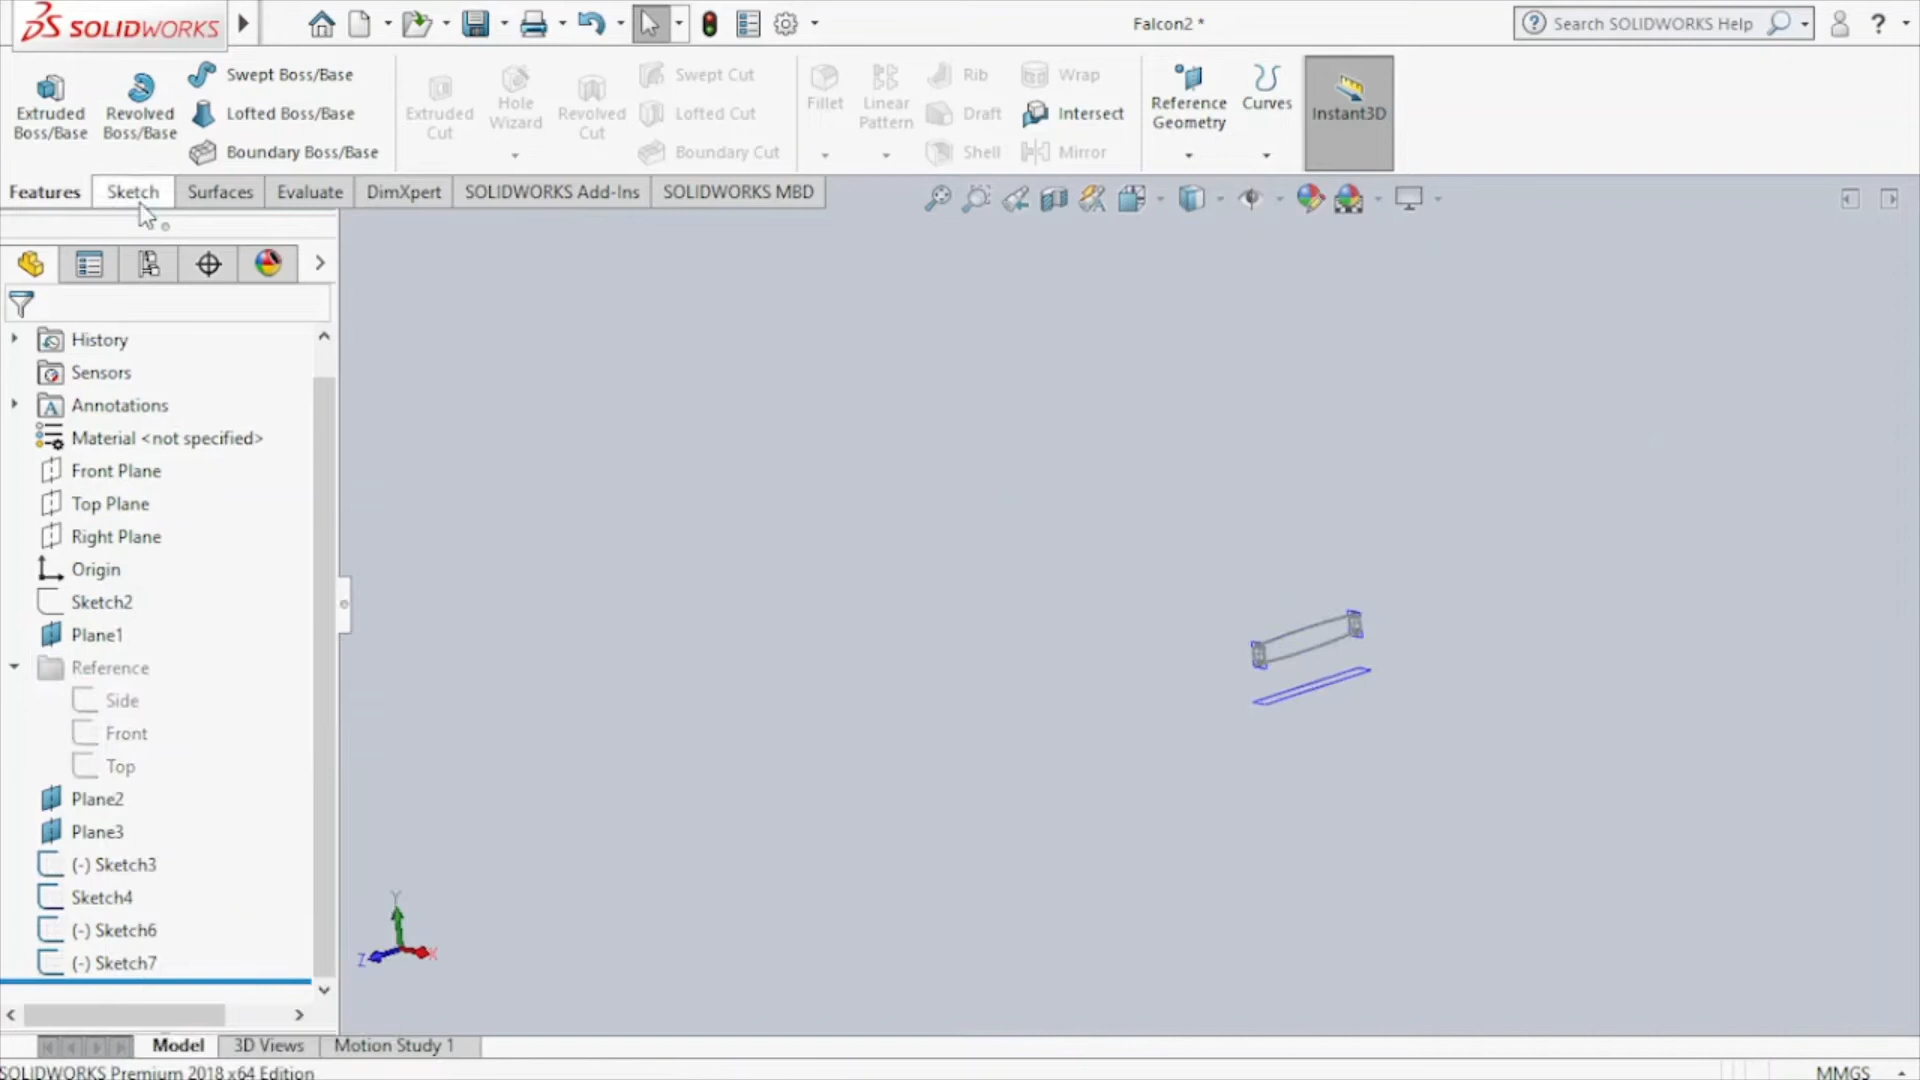 SOLIDWORKS
Falcon2 *
Search SOLIDWORKS Help
?
Extruded Boss/Base
Revolved Boss/Base
Swept Boss/Base
Lofted Boss/Base
Boundary Boss/Base
Extruded Cut
Hole Wizard
Revolved Cut
Swept Cut
Lofted Cut
Boundary Cut
Fillet
Linear Pattern
Rib
Draft
Shell
Wrap
Intersect
Mirror
Reference Geometry
Curves
Instant3D
Features
Sketch
Surfaces
Evaluate
DimXpert
SOLIDWORKS Add-Ins
SOLIDWORKS MBD
History
Sensors
Annotations
Material <not specified>
Front Plane
Top Plane
Right Plane
Origin
Sketch2
Plane1
Reference
Side
Front
Top
Plane2
Plane3
(-) Sketch3
Sketch4
(-) Sketch6
(-) Sketch7
Y
Z
X
Model
3D Views
Motion Study 1
SOLIDWORKS Premium 2018 x64 Edition
MMGS